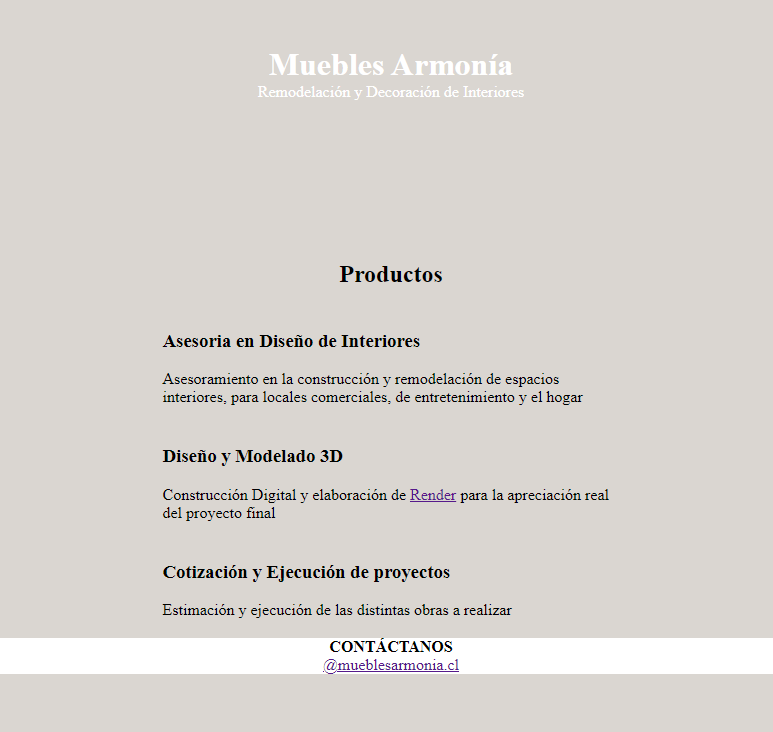 Muebles Armonía
Remodelación y Decoración de Interiores
Productos
Asesoria en Diseño de Interiores
Asesoramiento en la construcción y remodelación de espacios
interiores, para locales comerciales, de entretenimiento y el hogar
Diseño y Modelado 3D
Construcción Digital y elaboración de Render para la apreciación real
del proyecto final
Cotización y Ejecución de proyectos
Estimación y ejecución de las distintas obras a realizar
CONTÁCTANOS
@mueblesarmonia.cl